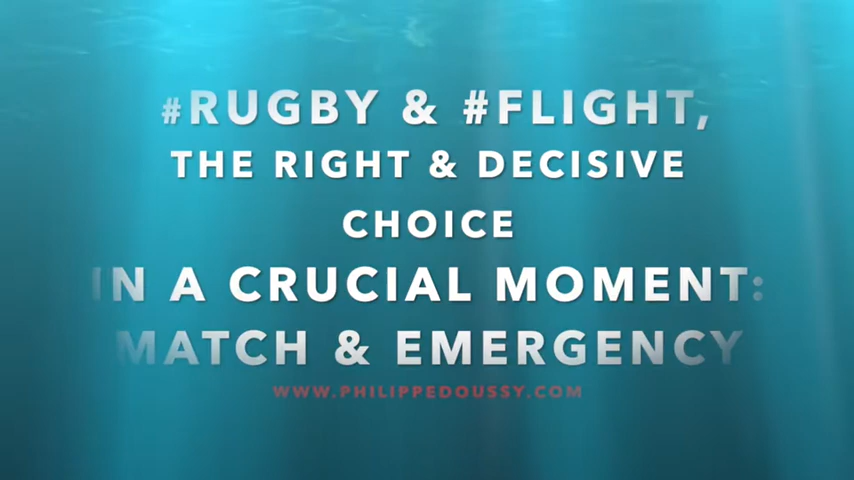 #RUGBY & #FLIGHT,
THE RIGHT & DECISIVE
CHOICE
IN A CRUCIAL MOMENT:
MATCH & EMERGENCY
WWW.PHILIPPEDOUSSY.COM